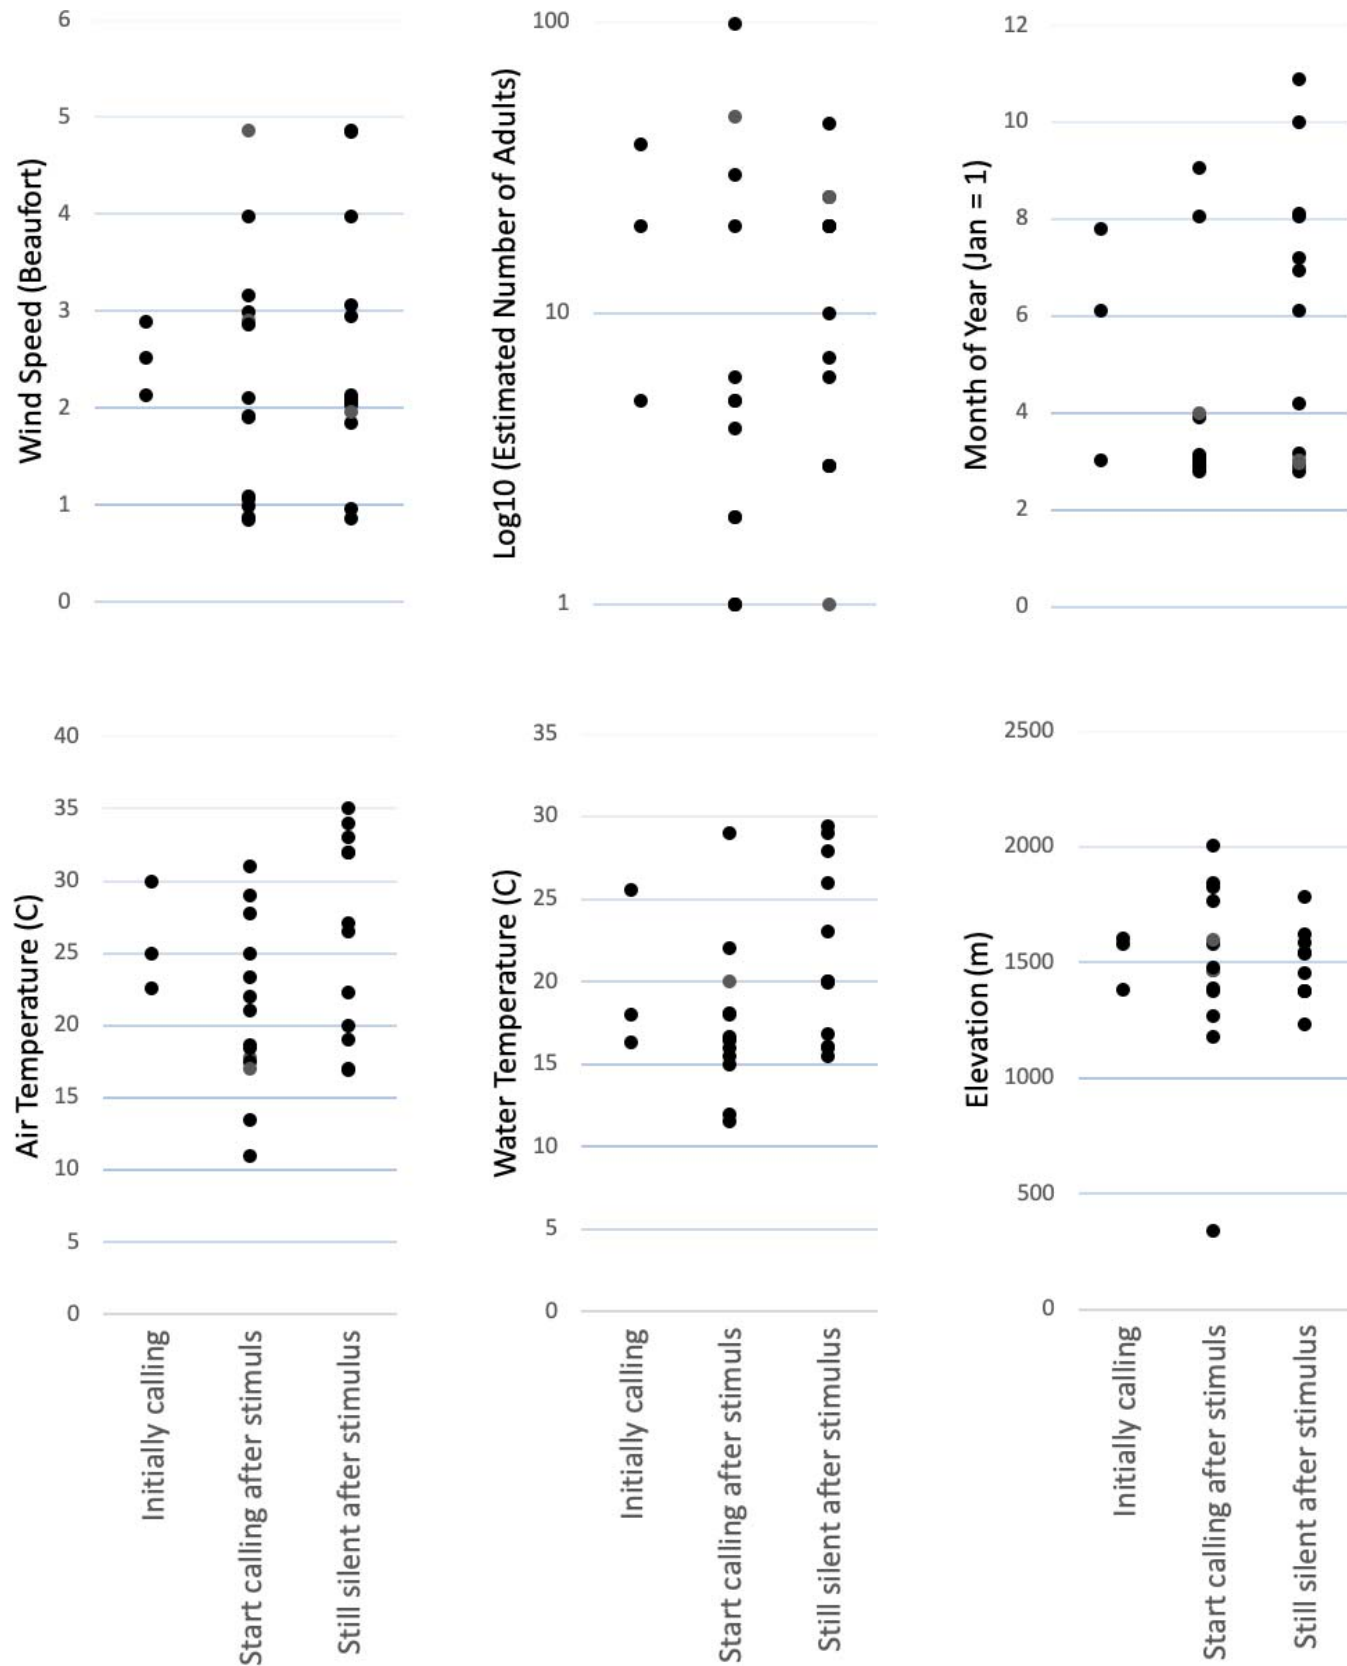 Wind Speed (Beaufort)
6
5
4
3
2
1
0
Log10 (Estimated Number of Adults)
100
10
1
Month of Year (Jan = 1)
12
10
8
6
4
2
0
Air Temperature (C)
40
35
30
25
20
15
10
5
0
Initially calling
Start calling after stimuls
Still silent after stimulus
Water Temperature (C)
35
30
25
20
15
10
5
0
Initially calling
Start calling after stimuls
Still silent after stimulus
Elevation (m)
2500
2000
1500
1000
500
0
Initially calling
Start calling after stimuls
Still silent after stimulus